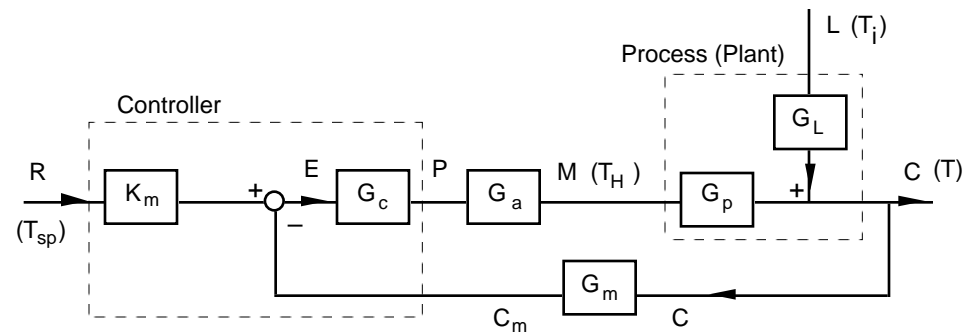 L (T_i)
Process (Plant)
Controller
G_L
R
E
P
M (T_H)
C (T)
K_m
+
G_c
G_a
G_p
+
(T_sp)
−
G_m
C_m
C